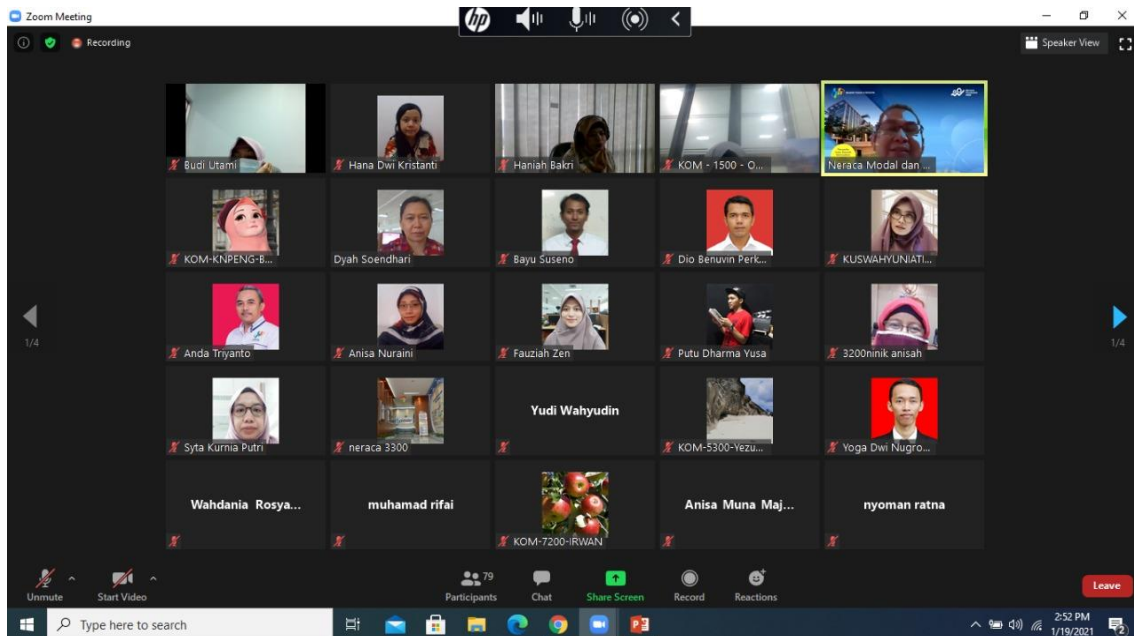 Zoom Meeting
hp
Recording
Speaker View
Budi Utami
Hana Dwi Kristanti
Haniah Bakri
KOM - 1500 - O...
Neraca Modal dan ...
KOM-KNPENG-B...
Dyah Soendhari
Bayu Suseno
Dio Benuvin Perk...
KUSWAHYUNIATI...
1/4
Anda Triyanto
Anisa Nuraini
Fauziah Zen
Putu Dharma Yusa
3200ninik anisah
1/4
Syta Kurnia Putri
neraca 3300
Yudi Wahyudin
KOM-5300-Yezu...
Yoga Dwi Nugro...
Wahdania Rosya...
muhamad rifai
KOM-7200-IRWAN
Anisa Muna Maj...
nyoman ratna
Unmute
Start Video
Participants
79
Chat
Share Screen
Record
Reactions
Leave
Type here to search
2:52 PM
1/19/2021
2